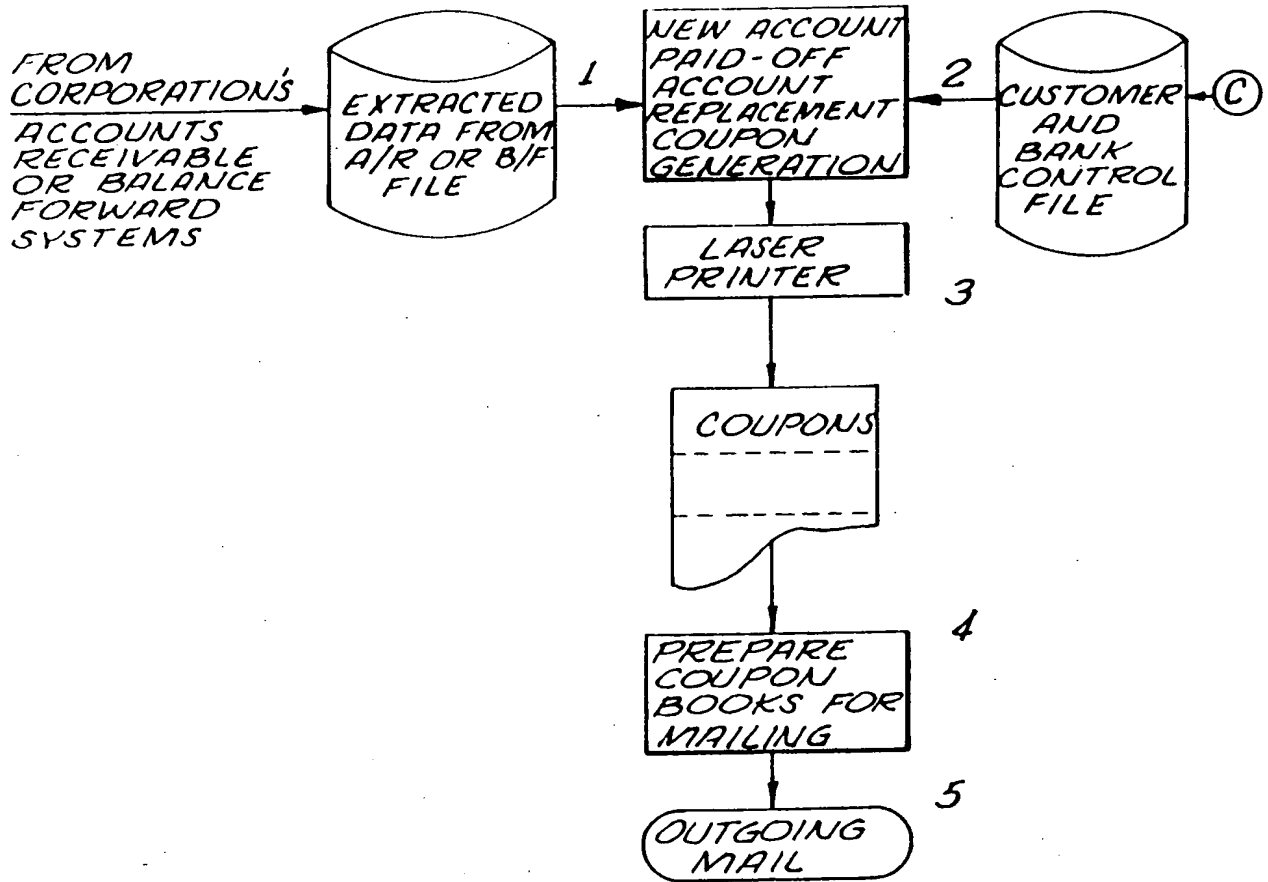 FROM
CORPORATION'S
ACCOUNTS
RECEIVABLE
OR BALANCE
FORWARD
SYSTEMS
EXTRACTED
DATA FROM
A/R OR B/F
FILE
1
NEW ACCOUNT
PAID-OFF
ACCOUNT
REPLACEMENT
COUPON
GENERATION
2
CUSTOMER
AND
BANK
CONTROL
FILE
C
LASER
PRINTER
3
COUPONS
4
PREPARE
COUPON
BOOKS FOR
MAILING
5
OUTGOING
MAIL